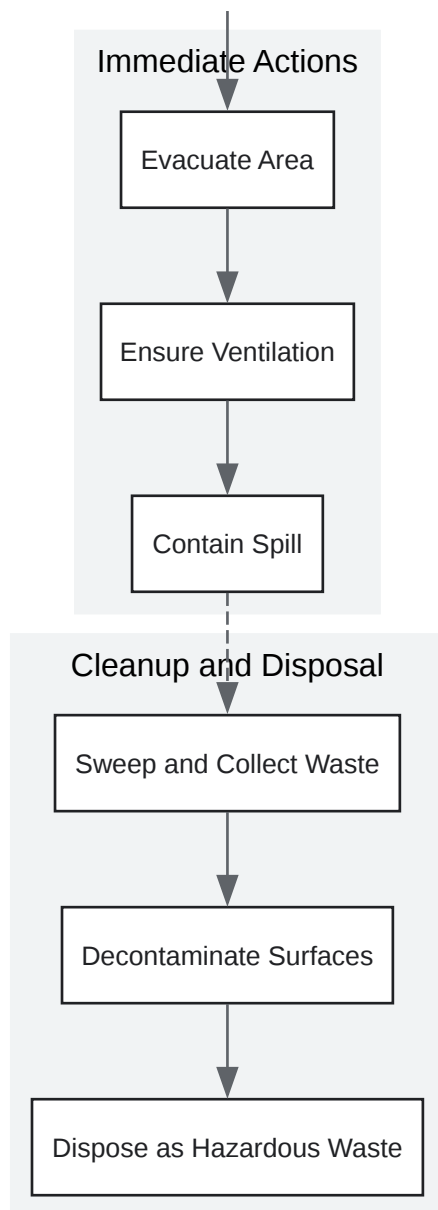 Immediate Actions
Evacuate Area
Ensure Ventilation
Contain Spill
Cleanup and Disposal
Sweep and Collect Waste
Decontaminate Surfaces
Dispose as Hazardous Waste